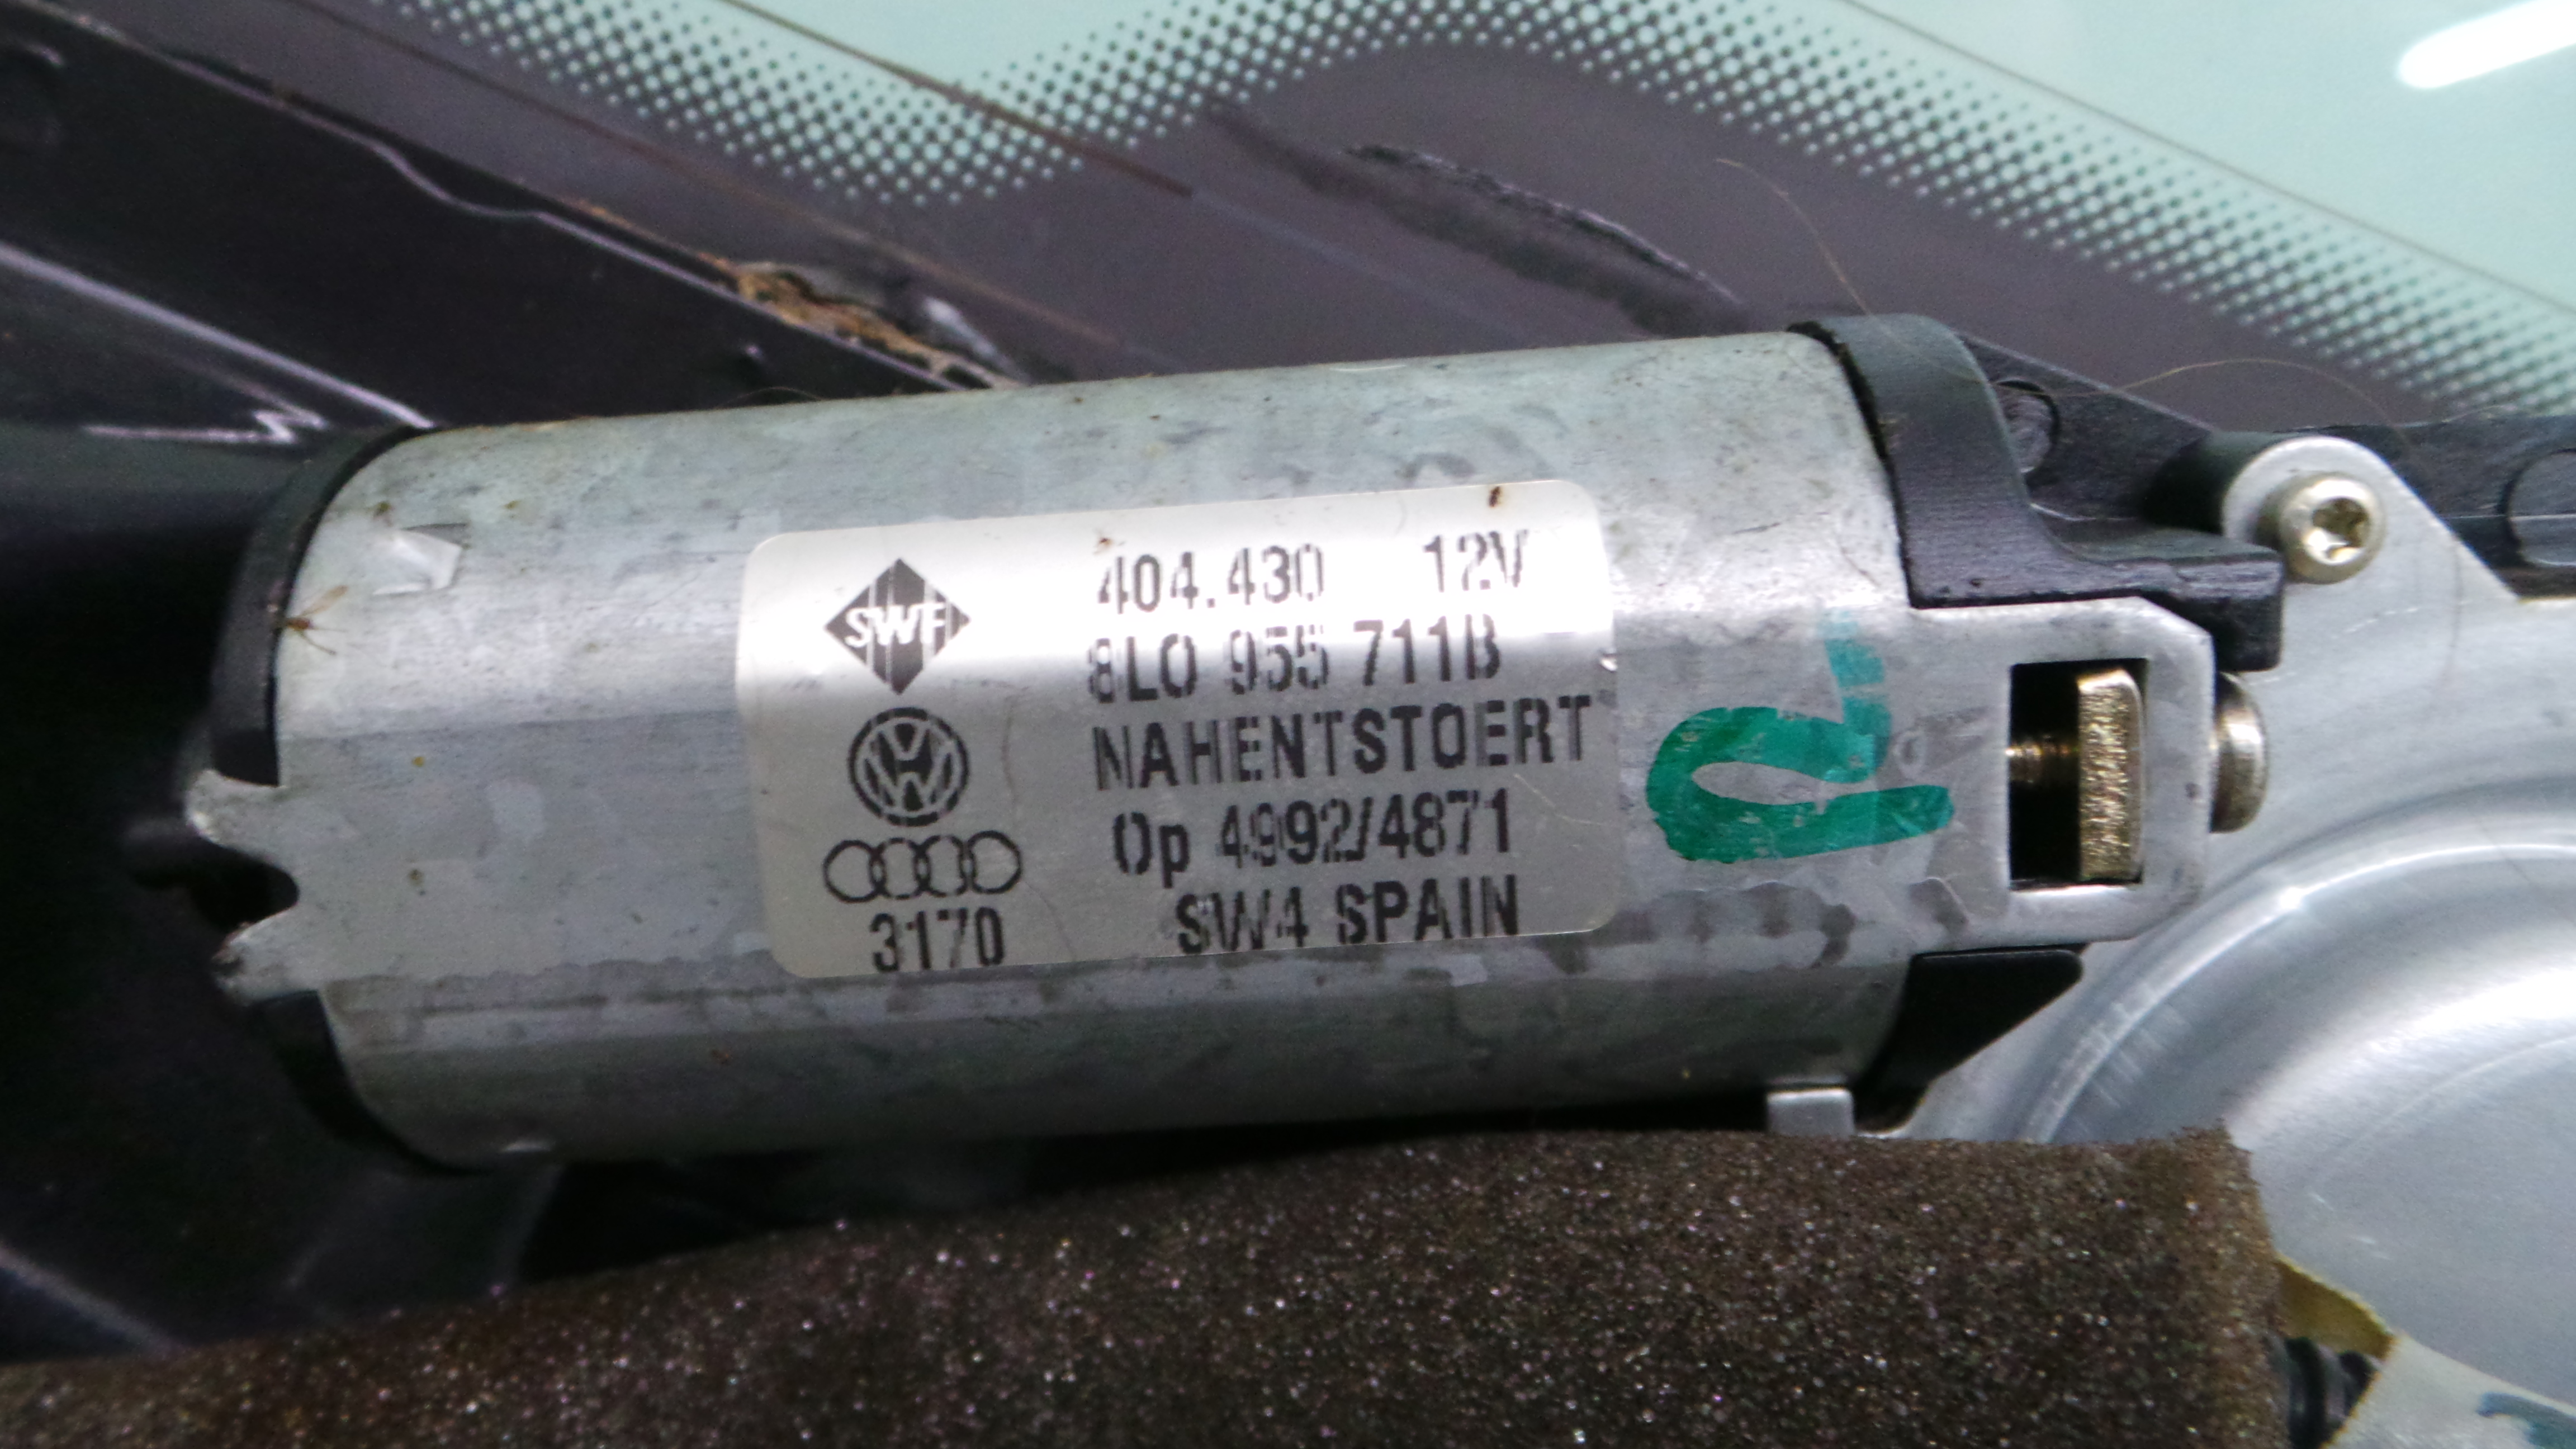 SWF
404.430 12V
8L0 955 711B
NAHENTSTOERT
Op 4992/4871
3170 SW4 SPAIN